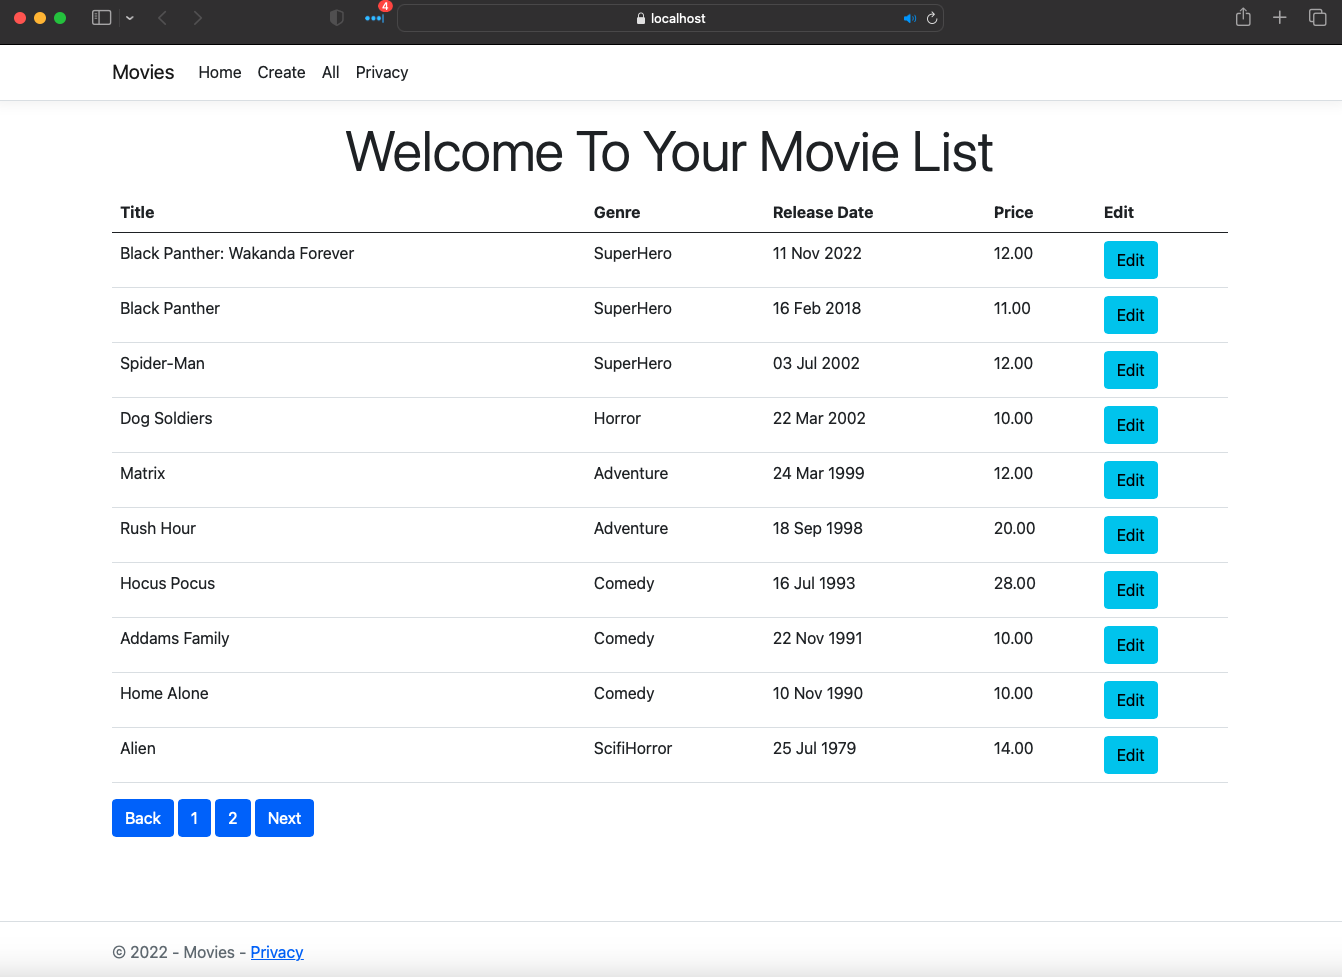 4
localhost
Movies Home Create All Privacy
Welcome To Your Movie List
Title Genre Release Date Price Edit
Black Panther: Wakanda Forever SuperHero 11 Nov 2022 12.00 Edit
Black Panther SuperHero 16 Feb 2018 11.00 Edit
Spider-Man SuperHero 03 Jul 2002 12.00 Edit
Dog Soldiers Horror 22 Mar 2002 10.00 Edit
Matrix Adventure 24 Mar 1999 12.00 Edit
Rush Hour Adventure 18 Sep 1998 20.00 Edit
Hocus Pocus Comedy 16 Jul 1993 28.00 Edit
Addams Family Comedy 22 Nov 1991 10.00 Edit
Home Alone Comedy 10 Nov 1990 10.00 Edit
Alien ScifiHorror 25 Jul 1979 14.00 Edit
Back 1 2 Next
© 2022 - Movies - Privacy